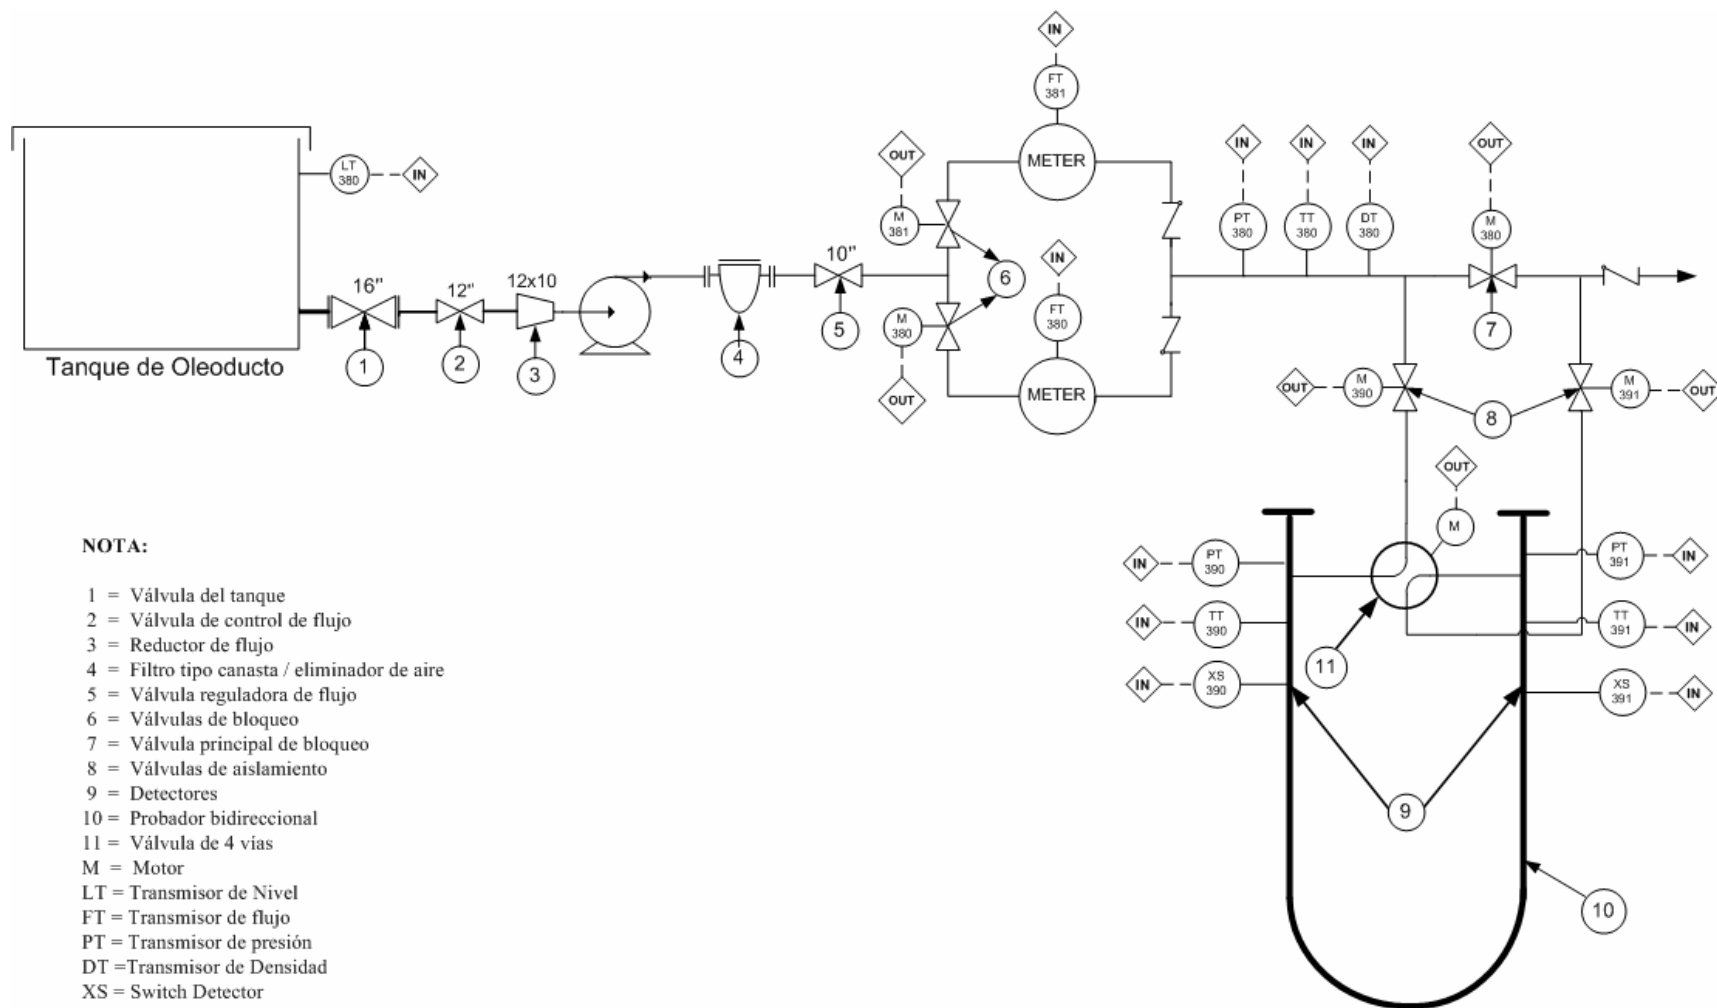 IN
FT
381
METER
OUT
M
381
IN
IN
IN
OUT
LT
380
IN
PT
380
TT
380
DT
380
M
380
10"
6
IN
16"
12"
12x10
M
380
FT
380
5
7
4
1
2
3
Tanque de Oleoducto
OUT
METER
OUT
M
390
8
M
391
OUT
OUT
M
IN
PT
390
PT
391
IN
IN
TT
390
TT
391
IN
11
IN
XS
390
XS
391
IN
9
10
NOTA:
1 = Válvula del tanque
2 = Válvula de control de flujo
3 = Reductor de flujo
4 = Filtro tipo canasta / eliminador de aire
5 = Válvula reguladora de flujo
6 = Válvulas de bloqueo
7 = Válvula principal de bloqueo
8 = Válvulas de aislamiento
9 = Detectores
10 = Probador bidireccional
11 = Válvula de 4 vías
M = Motor
LT = Transmisor de Nivel
FT = Transmisor de flujo
PT = Transmisor de presión
DT =Transmisor de Densidad
XS = Switch Detector